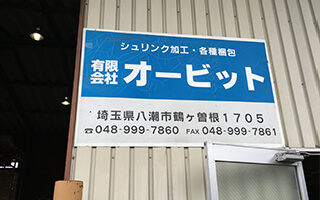 シュリンク加工・各種梱包
有限会社 オービット
埼玉県八潮市鶴ヶ曽根1705
☎048-999-7860 FAX 048-999-7861